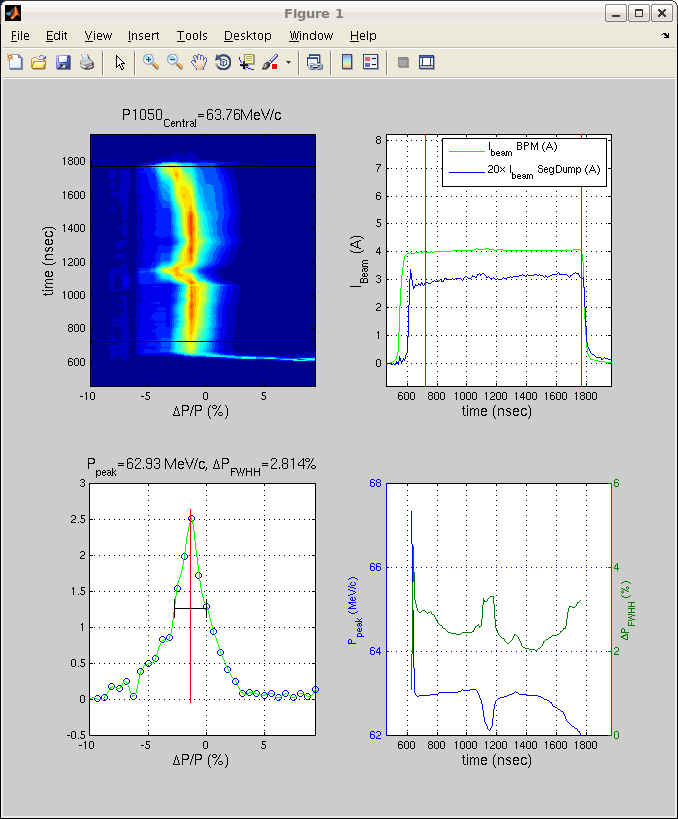 Figure 1
File Edit View Insert Tools Desktop Window Help
P1050Central=63.76MeV/c
time (nsec)
1800
1600
1400
1200
1000
800
600
-10 -5 0 5
ΔP/P (%)
IBeam (A)
8
7
6
5
4
3
2
1
0
Ibeam BPM (A)
20× Ibeam SegDump (A)
600 800 1000 1200 1400 1600 1800
time (nsec)
Ppeak=62.93 MeV/c, ΔPFWHH=2.814%
3
2.5
2
1.5
1
0.5
0
-0.5
-10 -5 0 5
ΔP/P (%)
Ppeak (MeV/c)
68
66
64
62
6
4
2
0
ΔPFWHH (%)
600 800 1000 1200 1400 1600 1800
time (nsec)